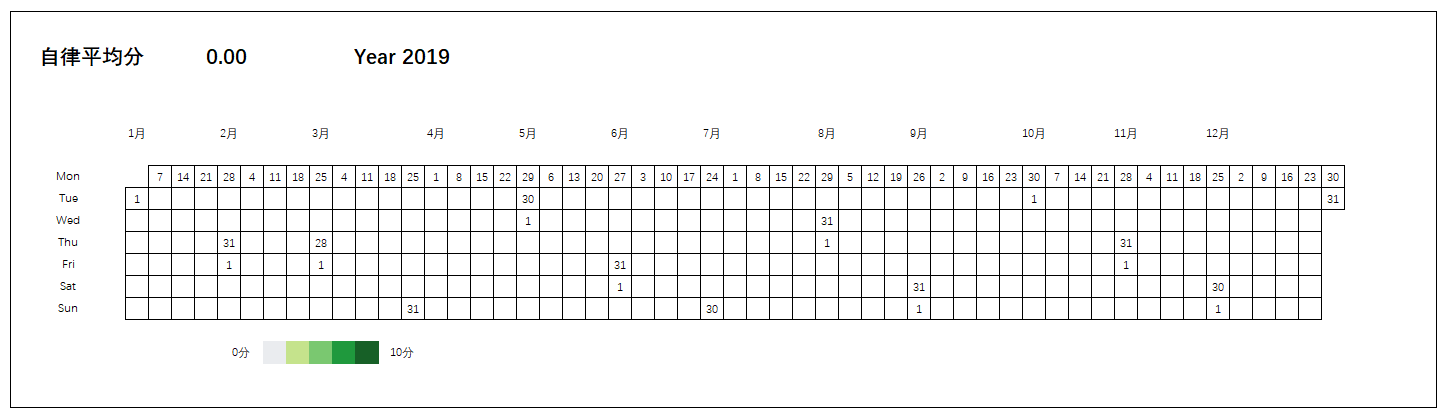 自律平均分 0.00 Year 2019
1月 2月 3月 4月 5月 6月 7月 8月 9月 10月 11月 12月
Mon 7 14 21 28 4 11 18 25 4 11 18 25 1 8 15 22 29 6 13 20 27 3 10 17 24 1 8 15 22 29 5 12 19 26 2 9 16 23 30 7 14 21 28 4 11 18 25 2 9 16 23 30
Tue 1 30 1 31
Wed 1 31
Thu 31 28 1 31
Fri 1 1 31 1
Sat 1 31 30
Sun 31 30 1 1
0分 10分